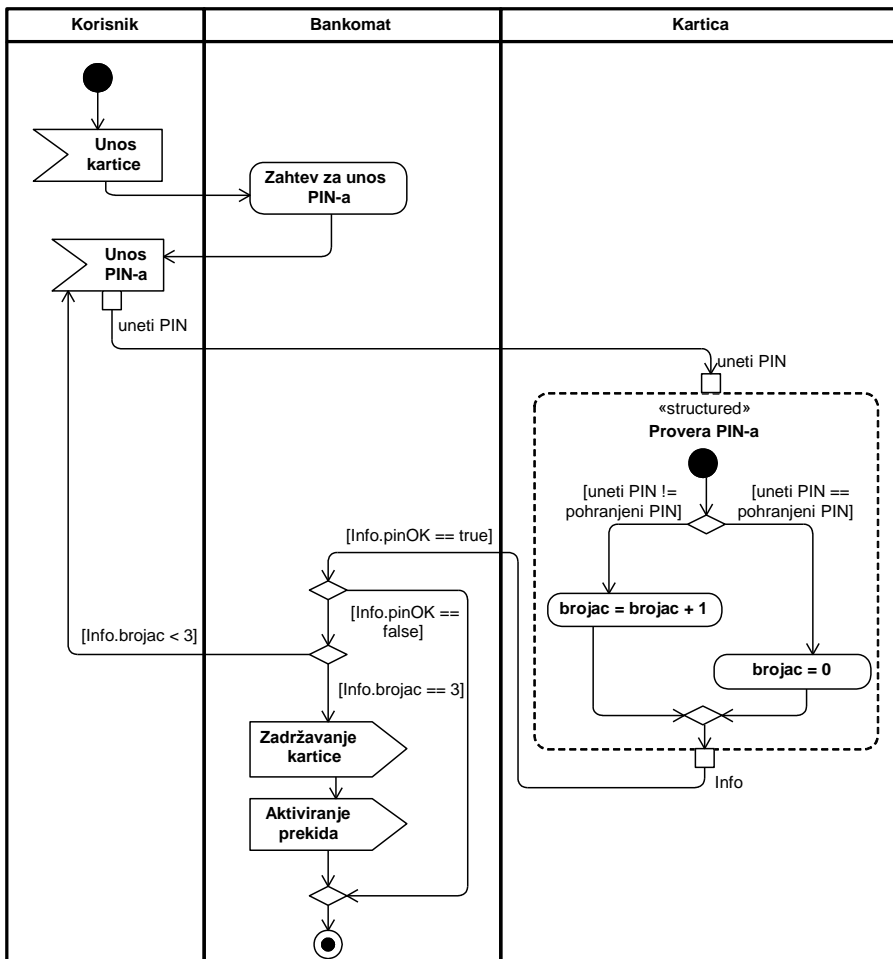 Korisnik
Bankomat
Kartica
Unos
kartice
Zahtev za unos
PIN-a
Unos
PIN-a
uneti PIN
uneti PIN
«structured»
Provera PIN-a
[uneti PIN !=
pohranjeni PIN]
[uneti PIN ==
pohranjeni PIN]
[Info.pinOK == true]
brojac = brojac + 1
[Info.pinOK ==
false]
[Info.brojac < 3]
brojac = 0
[Info.brojac == 3]
Zadržavanje
kartice
Info
Aktiviranje
prekida